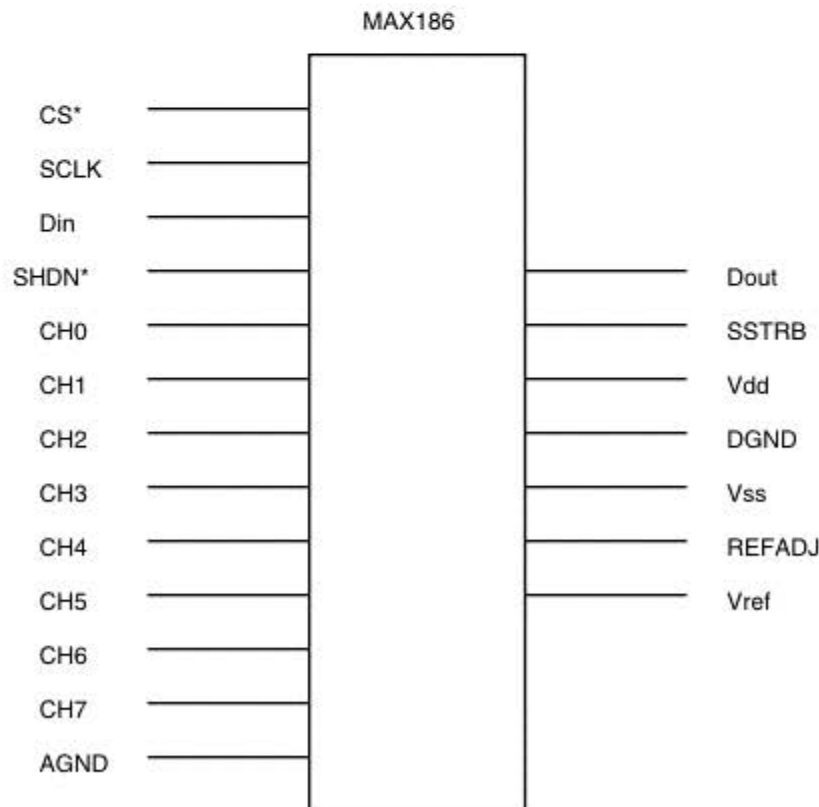 MAX186
CS*
SCLK
Din
SHDN*
CH0
CH1
CH2
CH3
CH4
CH5
CH6
CH7
AGND
Dout
SSTRB
Vdd
DGND
Vss
REFADJ
Vref